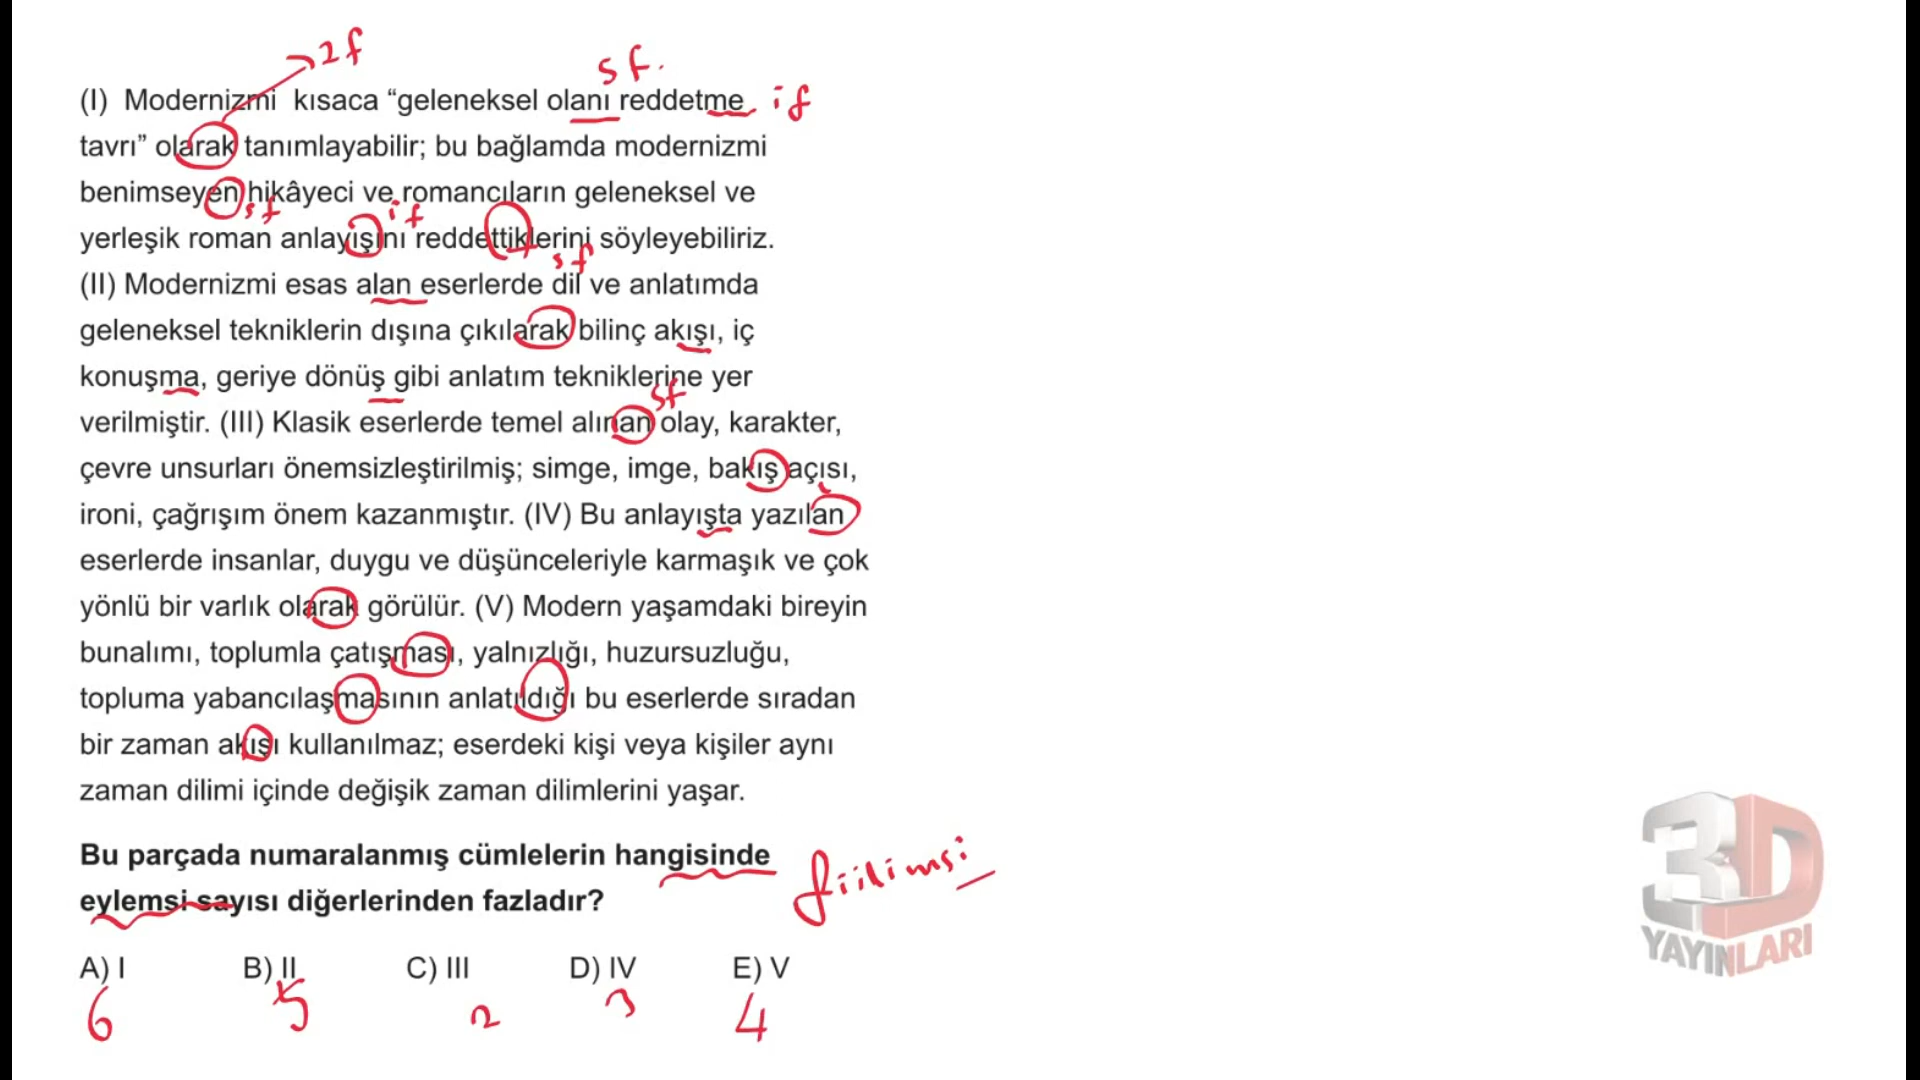 2f
sf.
(I) Modernizmi kısaca “geleneksel olanı reddetme if
tavrı” olarak tanımlayabilir; bu bağlamda modernizmi
benimseyen hikâyeci ve romancıların geleneksel ve
sf if
yerleşik roman anlayışını reddettiklerini söyleyebiliriz.
sf
(II) Modernizmi esas alan eserlerde dil ve anlatımda
geleneksel tekniklerin dışına çıkılarak bilinç akışı, iç
konuşma, geriye dönüş gibi anlatım tekniklerine yer
sf
verilmiştir. (III) Klasik eserlerde temel alınan olay, karakter,
çevre unsurları önemsizleştirilmiş; simge, imge, bakış açısı,
ironi, çağrışım önem kazanmıştır. (IV) Bu anlayışta yazılan
eserlerde insanlar, duygu ve düşünceleriyle karmaşık ve çok
yönlü bir varlık olarak görülür. (V) Modern yaşamdaki bireyin
bunalımı, toplumla çatışması, yalnızlığı, huzursuzluğu,
topluma yabancılaşmasının anlatıldığı bu eserlerde sıradan
bir zaman akışı kullanılmaz; eserdeki kişi veya kişiler aynı
zaman dilimi içinde değişik zaman dilimlerini yaşar.
Bu parçada numaralanmış cümlelerin hangisinde
eylemsi sayısı diğerlerinden fazladır?
fiilimsi
A) I B) II C) III D) IV E) V
6 5 2 3 4
3D
YAYINLARI